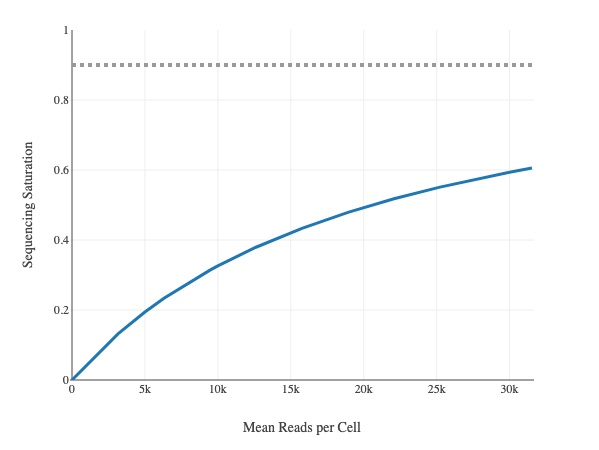 1
0.8
0.6
0.4
0.2
0
Sequencing Saturation
0 5k 10k 15k 20k 25k 30k
Mean Reads per Cell